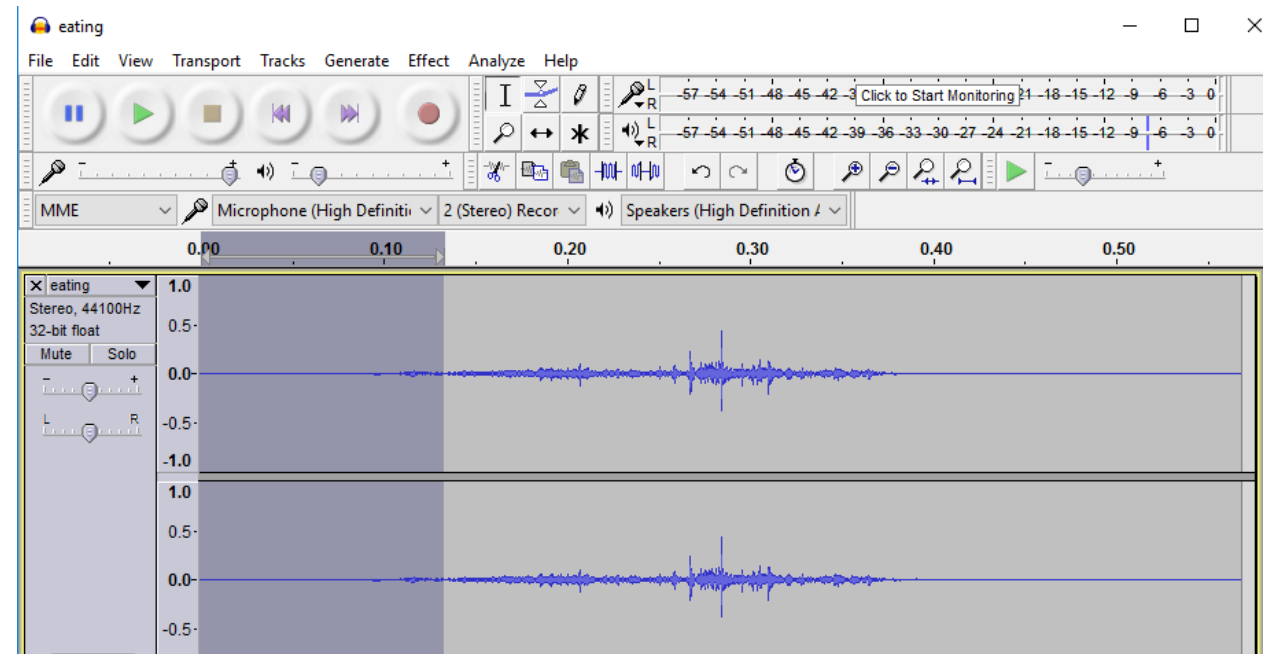 eating
File Edit View Transport Tracks Generate Effect Analyze Help
L R -57 -54 -51 -48 -45 -42 -3 Click to Start Monitoring 21 -18 -15 -12 -9 -6 -3 0
L R -57 -54 -51 -48 -45 -42 -39 -36 -33 -30 -27 -24 -21 -18 -15 -12 -9 -6 -3 0
- + - + - +
MME Microphone (High Definiti 2 (Stereo) Recor Speakers (High Definition
0.00 0.10 0.20 0.30 0.40 0.50
X eating 1.0
Stereo, 44100Hz
32-bit float 0.5
Mute Solo
- + 0.0
L R -0.5
-1.0
1.0
0.5
0.0
-0.5